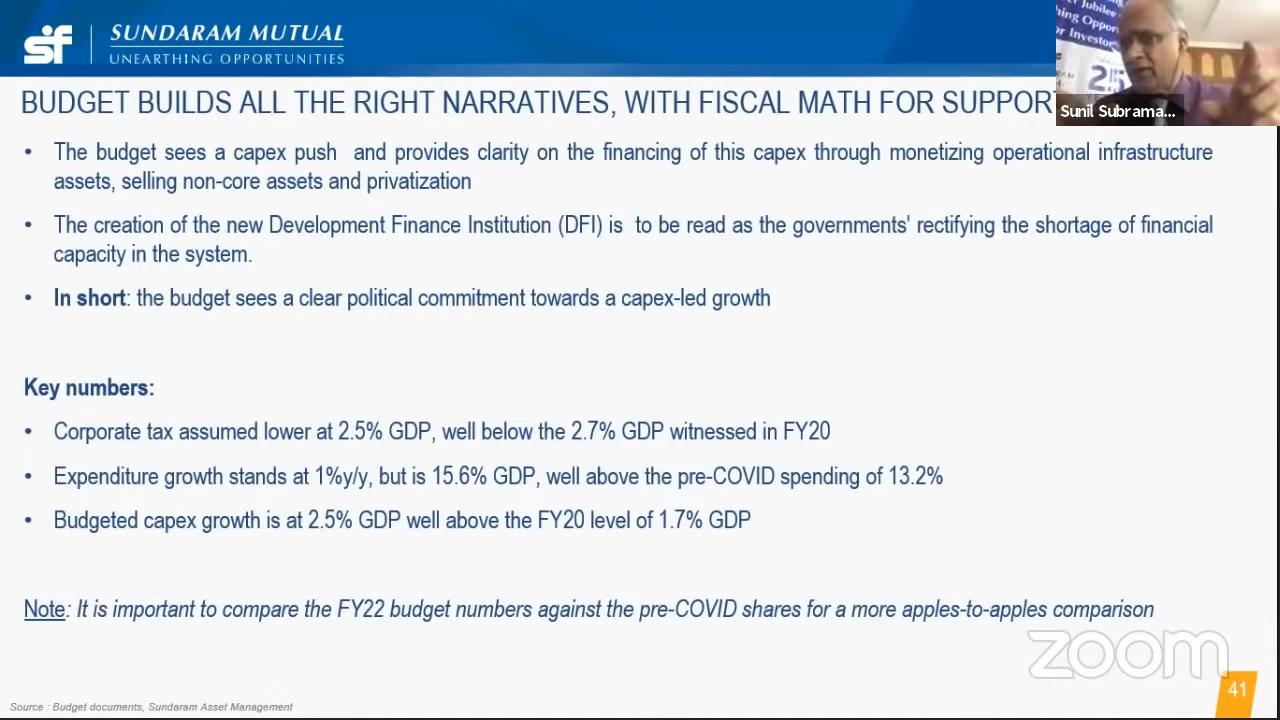 SUNDARAM MUTUAL
UNEARTHING OPPORTUNITIES
BUDGET BUILDS ALL THE RIGHT NARRATIVES, WITH FISCAL MATH FOR SUPPORT
Jubilee
hing Oppor
or Investor
25
Sunil Subrama...
• The budget sees a capex push and provides clarity on the financing of this capex through monetizing operational infrastructure
assets, selling non-core assets and privatization
• The creation of the new Development Finance Institution (DFI) is to be read as the governments' rectifying the shortage of financial
capacity in the system.
• In short: the budget sees a clear political commitment towards a capex-led growth
Key numbers:
• Corporate tax assumed lower at 2.5% GDP, well below the 2.7% GDP witnessed in FY20
• Expenditure growth stands at 1%y/y, but is 15.6% GDP, well above the pre-COVID spending of 13.2%
• Budgeted capex growth is at 2.5% GDP well above the FY20 level of 1.7% GDP
Note: It is important to compare the FY22 budget numbers against the pre-COVID shares for a more apples-to-apples comparison
zoom
41
Source : Budget documents, Sundaram Asset Management